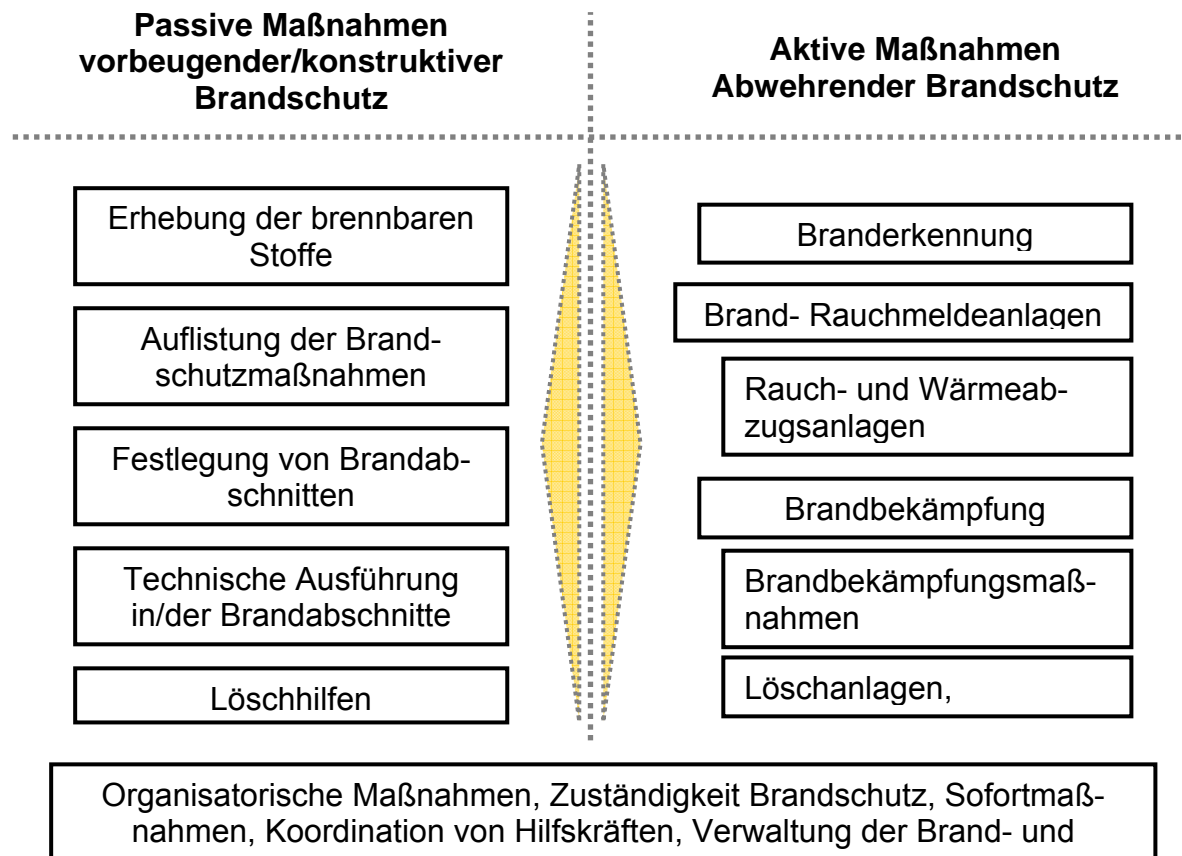 Passive Maßnahmen
vorbeugender/konstruktiver
Brandschutz
Aktive Maßnahmen
Abwehrender Brandschutz
Erhebung der brennbaren
Stoffe
Auflistung der Brand-
schutzmaßnahmen
Festlegung von Brandab-
schnitten
Technische Ausführung
in/der Brandabschnitte
Löschhilfen
Branderkennung
Brand- Rauchmeldeanlagen
Rauch- und Wärmeab-
zugsanlagen
Brandbekämpfung
Brandbekämpfungsmaß-
nahmen
Löschanlagen,
Organisatorische Maßnahmen, Zuständigkeit Brandschutz, Sofortmaß-
nahmen, Koordination von Hilfskräften, Verwaltung der Brand- und